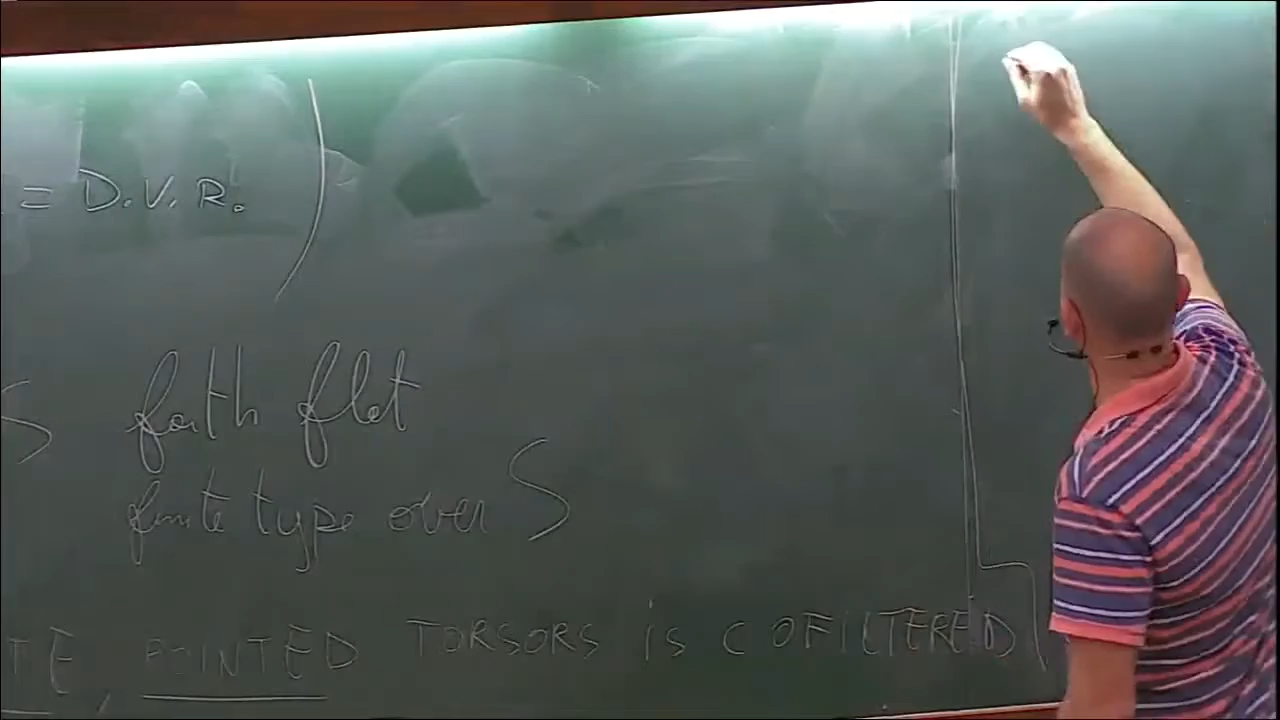 = D.V.R. )
S faith flat
finite type over S
TE, POINTED TORSORS is COFILTERED